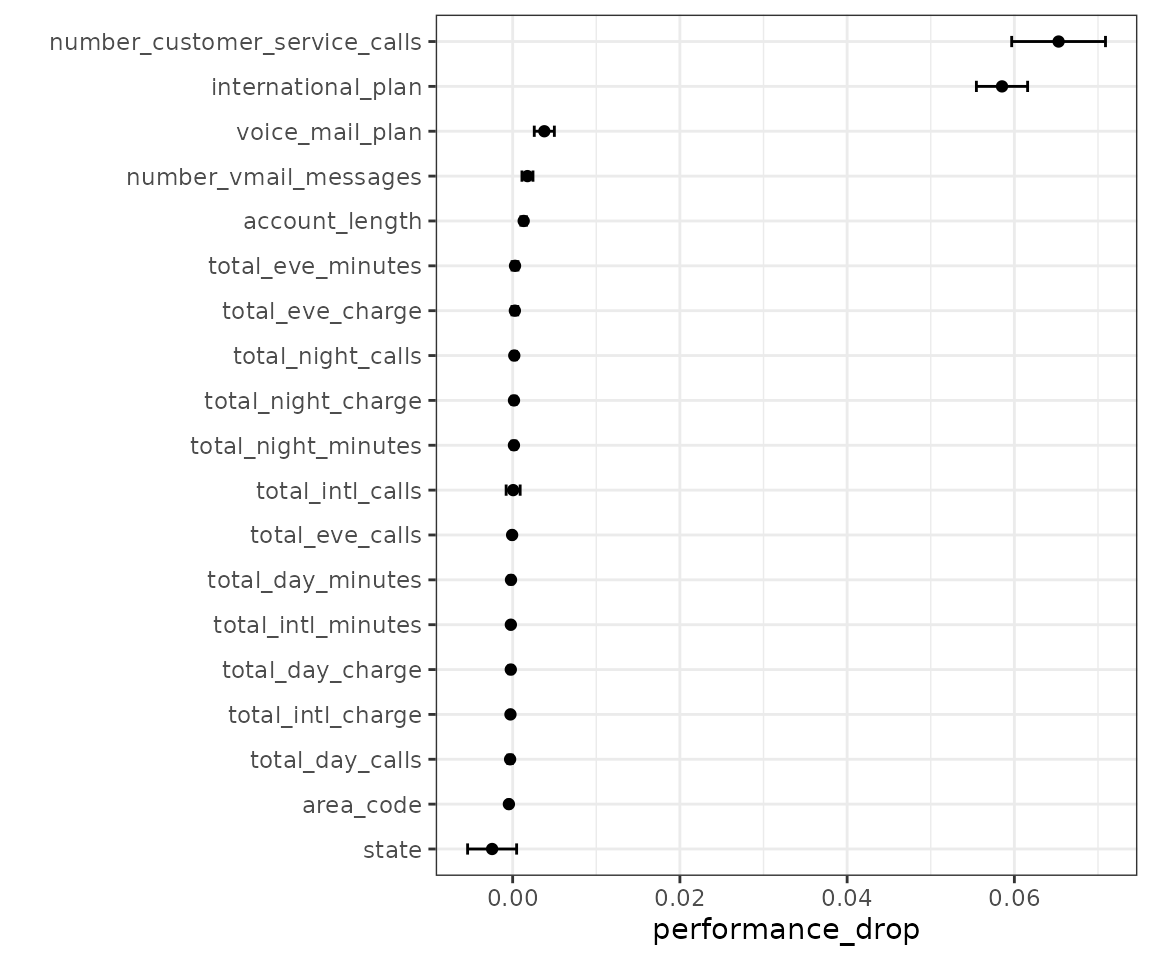 number_customer_service_calls
international_plan
voice_mail_plan
number_vmail_messages
account_length
total_eve_minutes
total_eve_charge
total_night_calls
total_night_charge
total_night_minutes
total_intl_calls
total_eve_calls
total_day_minutes
total_intl_minutes
total_day_charge
total_intl_charge
total_day_calls
area_code
state
0.00 0.02 0.04 0.06
performance_drop